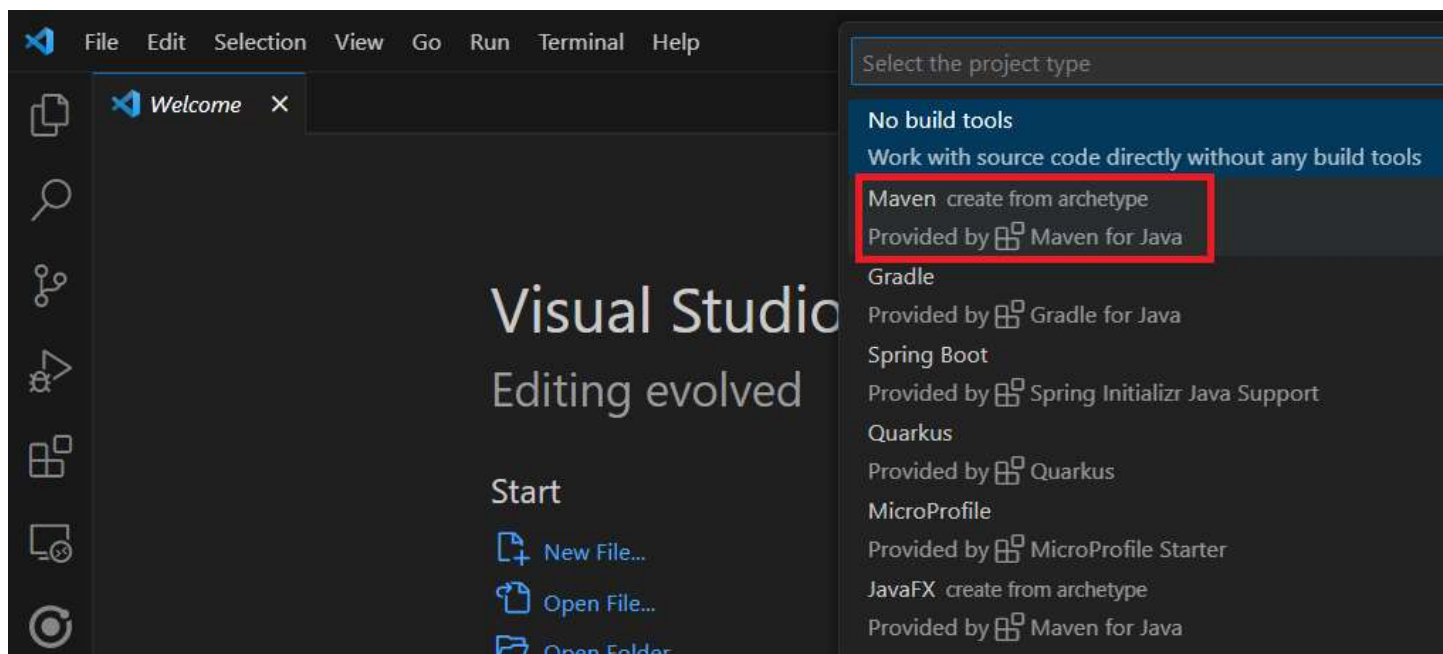 File Edit Selection View Go Run Terminal Help
Welcome
Visual Studio
Editing evolved
Start
New File...
Open File...
Open Folder
Select the project type
No build tools
Work with source code directly without any build tools
Maven create from archetype
Provided by Maven for Java
Gradle
Provided by Gradle for Java
Spring Boot
Provided by Spring Initializr Java Support
Quarkus
Provided by Quarkus
MicroProfile
Provided by MicroProfile Starter
JavaFX create from archetype
Provided by Maven for Java